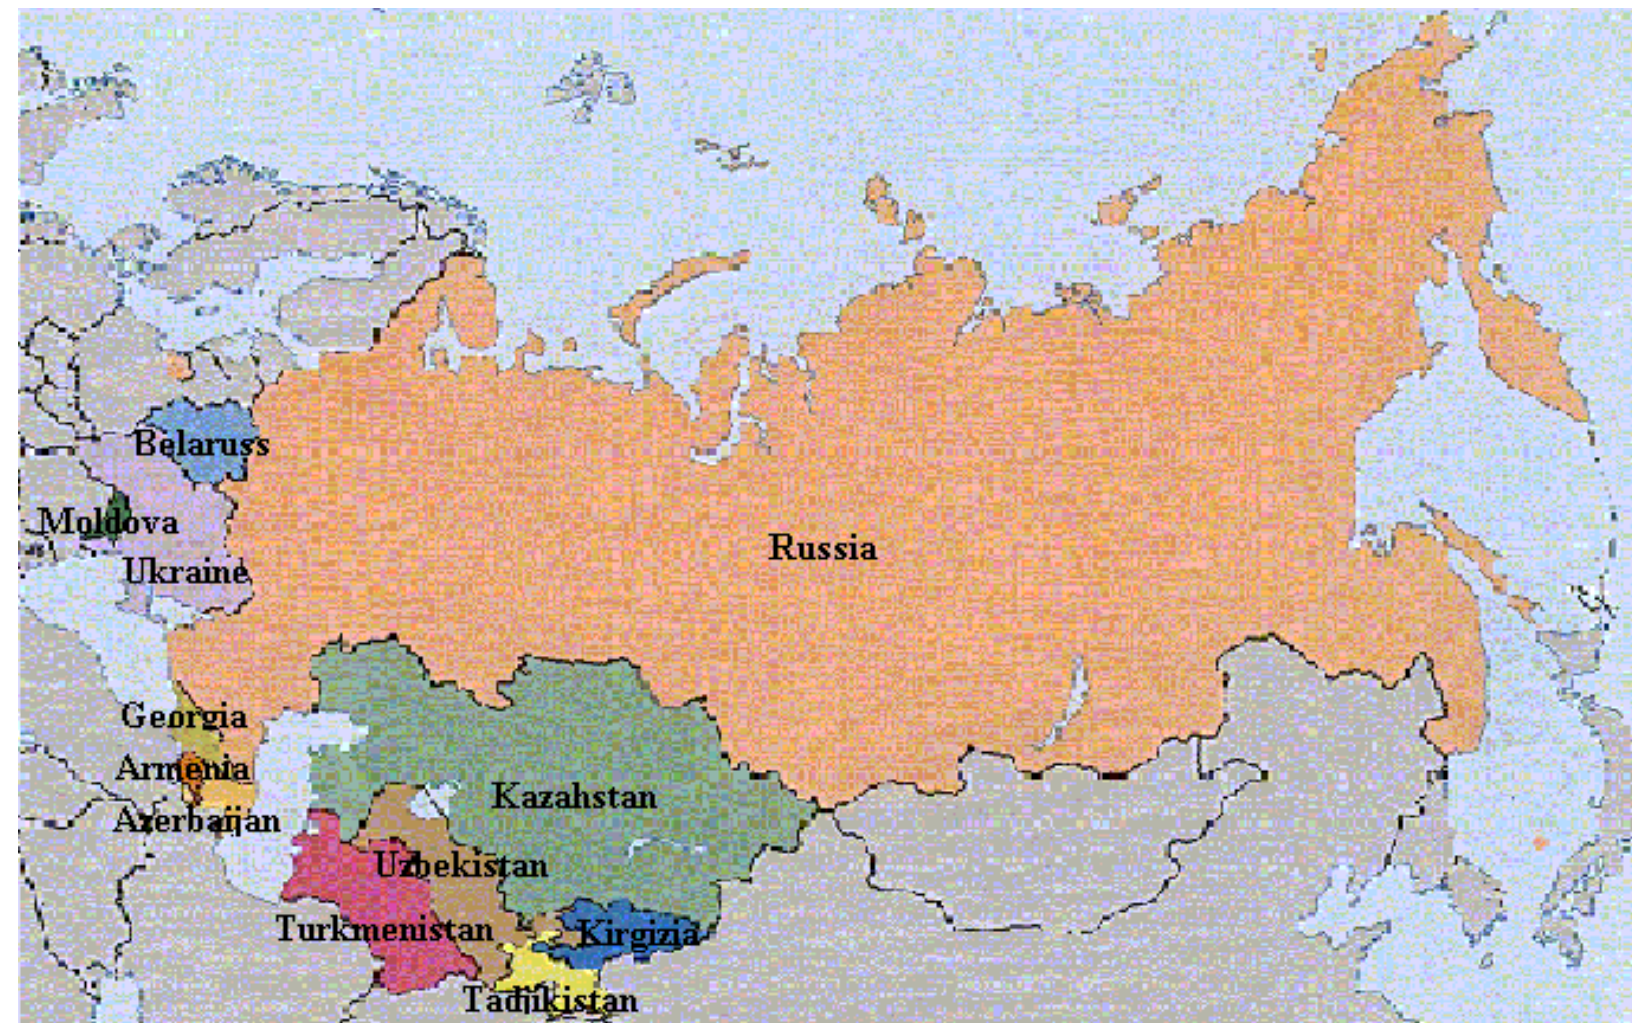 Belaruss
Moldova
Russia
Ukraine
Georgia
Armenia
Kazahstan
Azerbaijan
Uzbekistan
Turkmenistan
Kirgizia
Tadjikistan